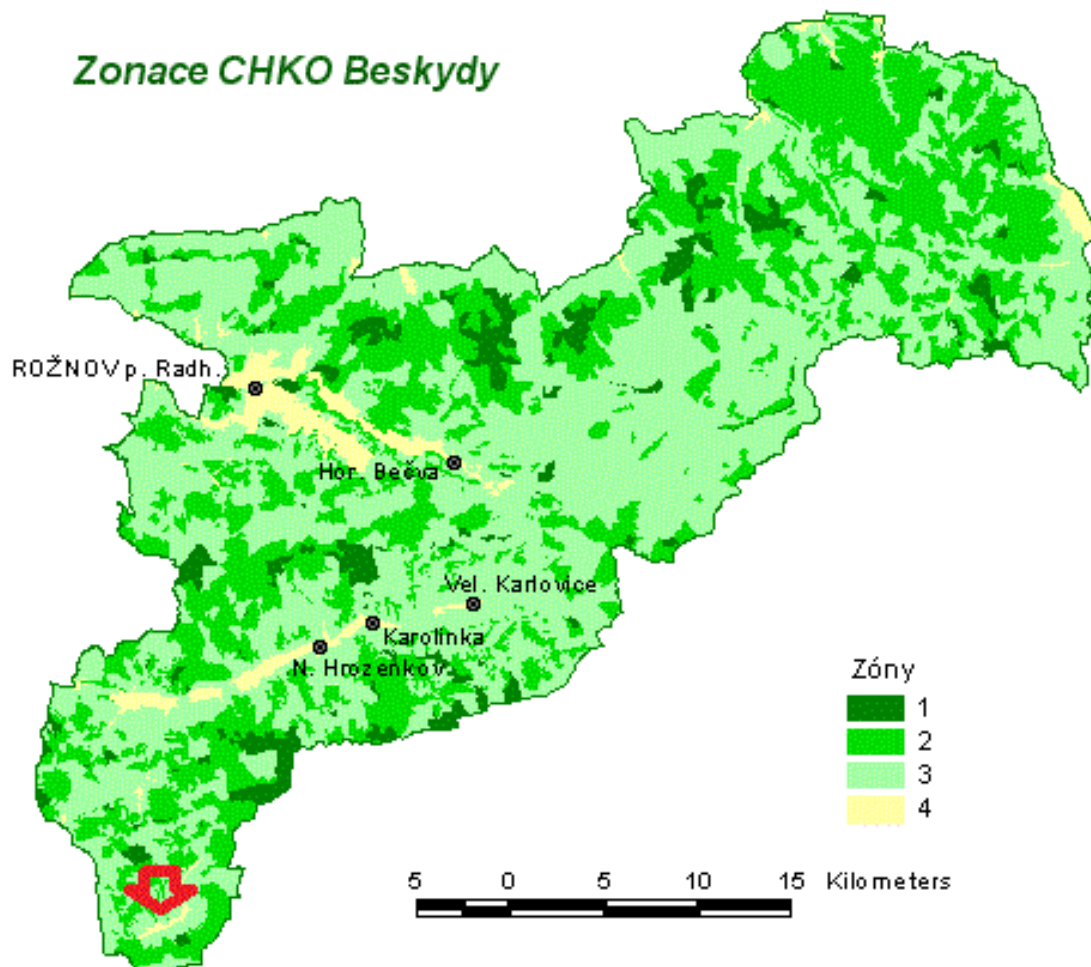 Zonace CHKO Beskydy
ROŽNOV p. Radh.
Hor. Bečva
Vel. Karlovice
Karolinka
N. Hrozenkov
Zóny
1
2
3
4
5 0 5 10 15 Kilometers